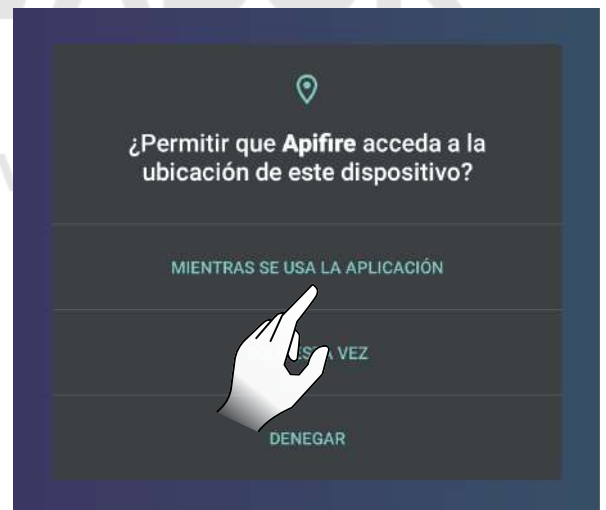 ¿Permitir que Apifire acceda a la
ubicación de este dispositivo?
MIENTRAS SE USA LA APLICACIÓN
VEZ
DENEGAR